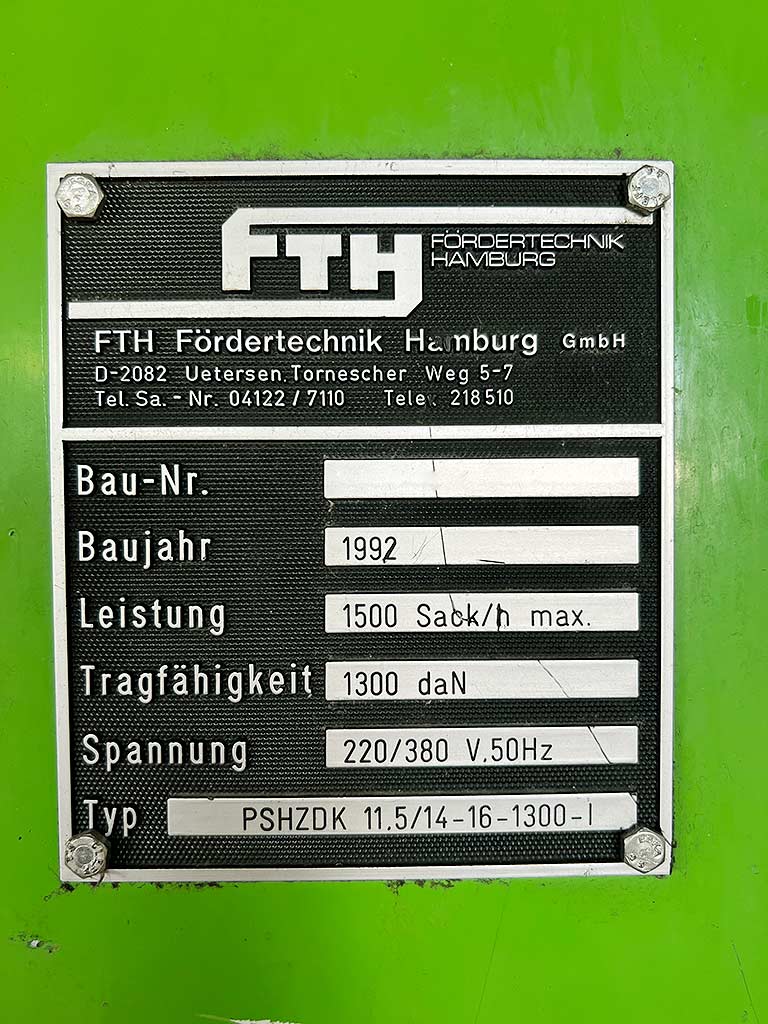 FTH FÖRDERTECHNIK
HAMBURG
FTH Fördertechnik Hamburg GmbH
D-2082 Uetersen, Tornescher Weg 5-7
Tel. Sa. - Nr. 04122 / 7110 Tele. 218 510
Bau-Nr.
Baujahr 1992
Leistung 1500 Sack/h max.
Tragfähigkeit 1300 daN
Spannung 220/380 V.50Hz
Typ PSHZDK 11.5/14-16-1300-I